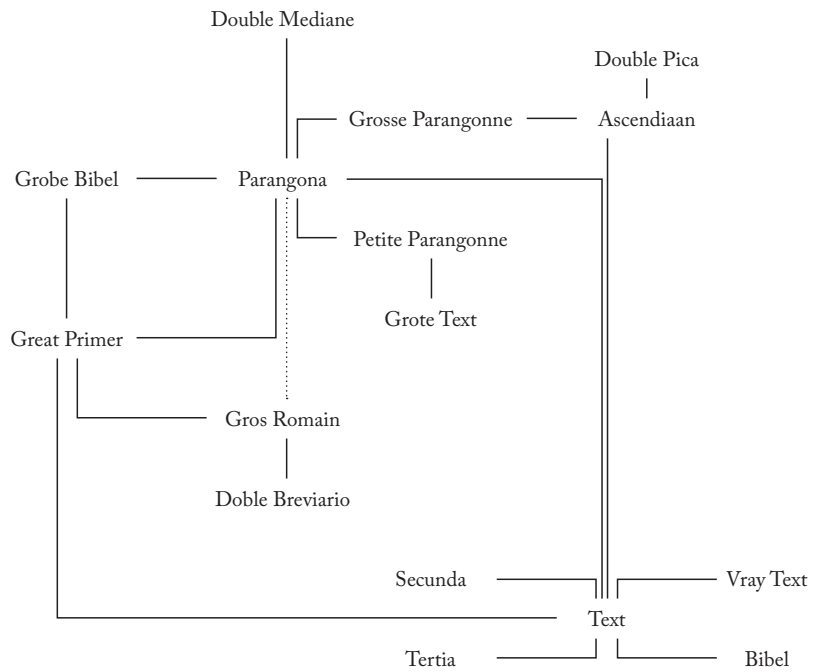 Double Mediane
Double Pica
Grosse Parangonne
Ascendiaan
Grobe Bibel
Parangona
Petite Parangonne
Grote Text
Great Primer
Gros Romain
Doble Breviario
Secunda
Vray Text
Text
Tertia
Bibel